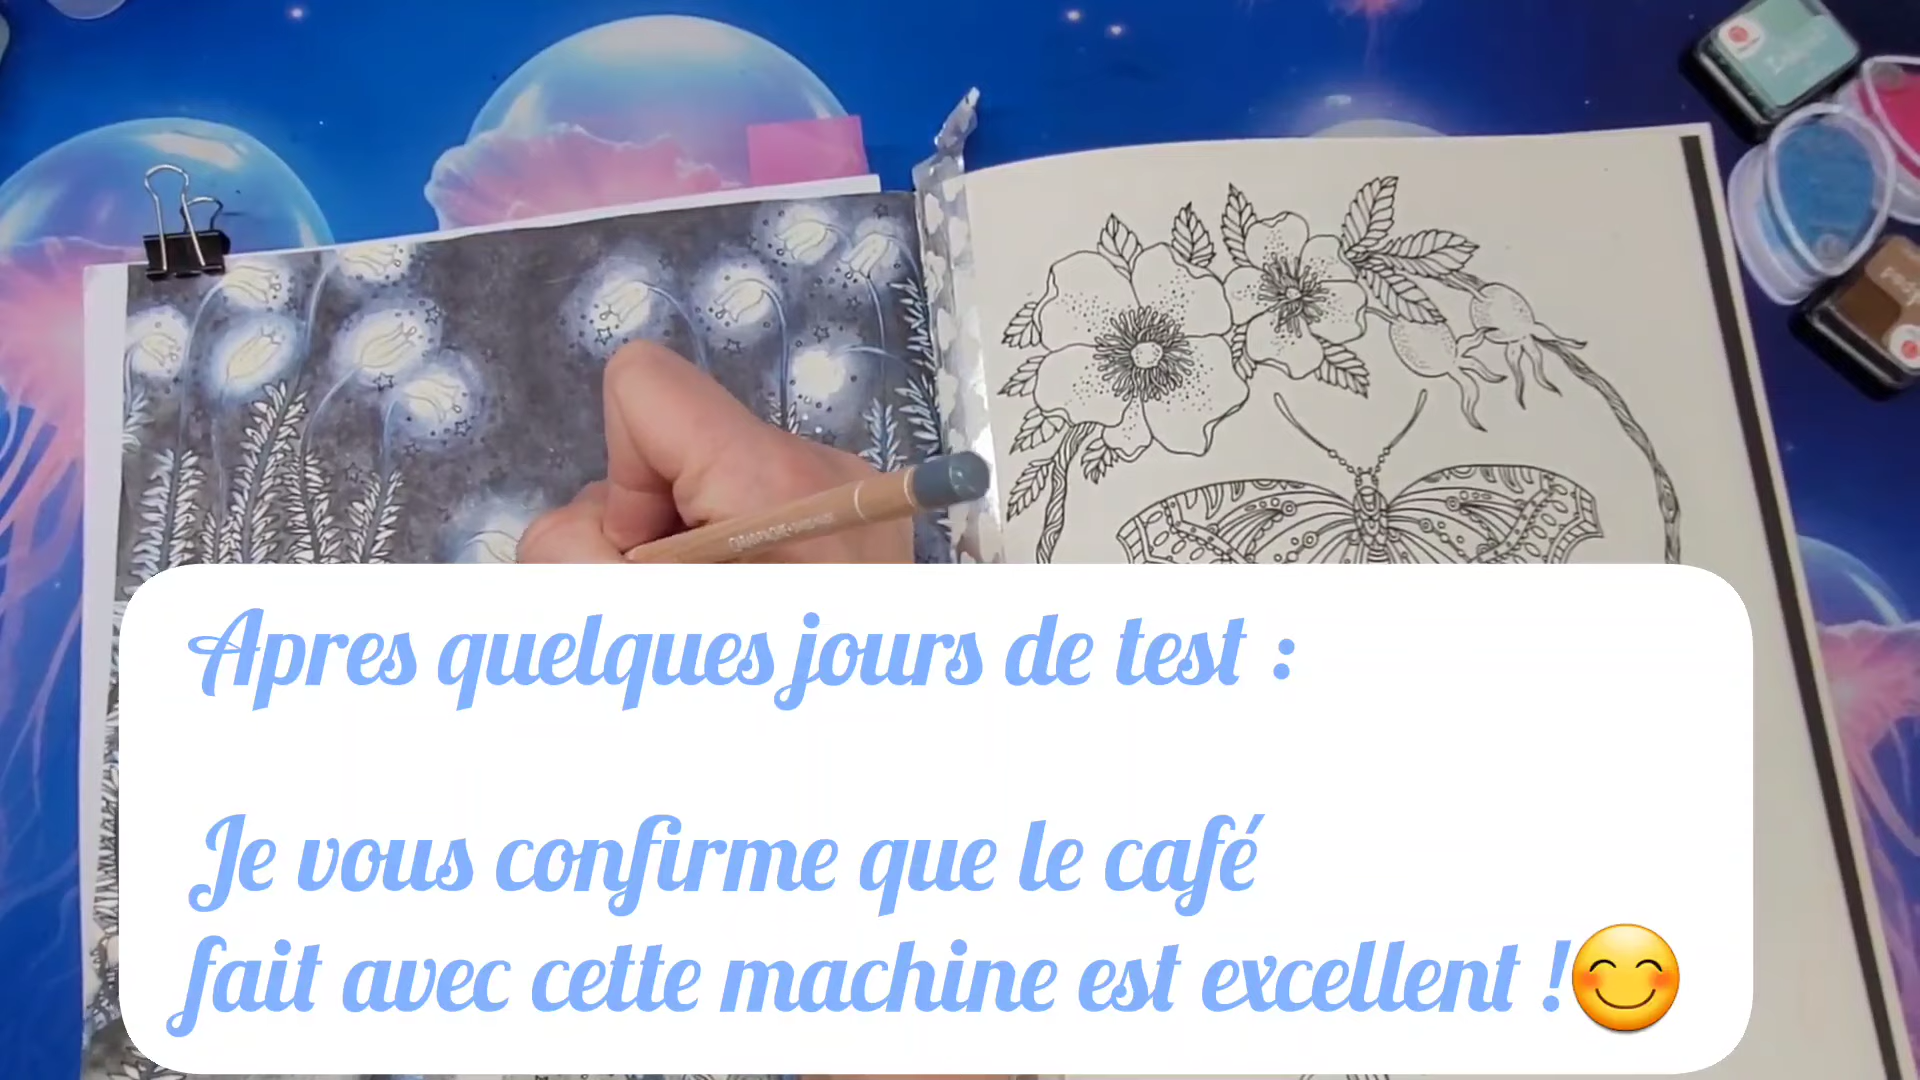 Apres quelques jours de test :
Je vous confirme que le café
fait avec cette machine est excellent !😊